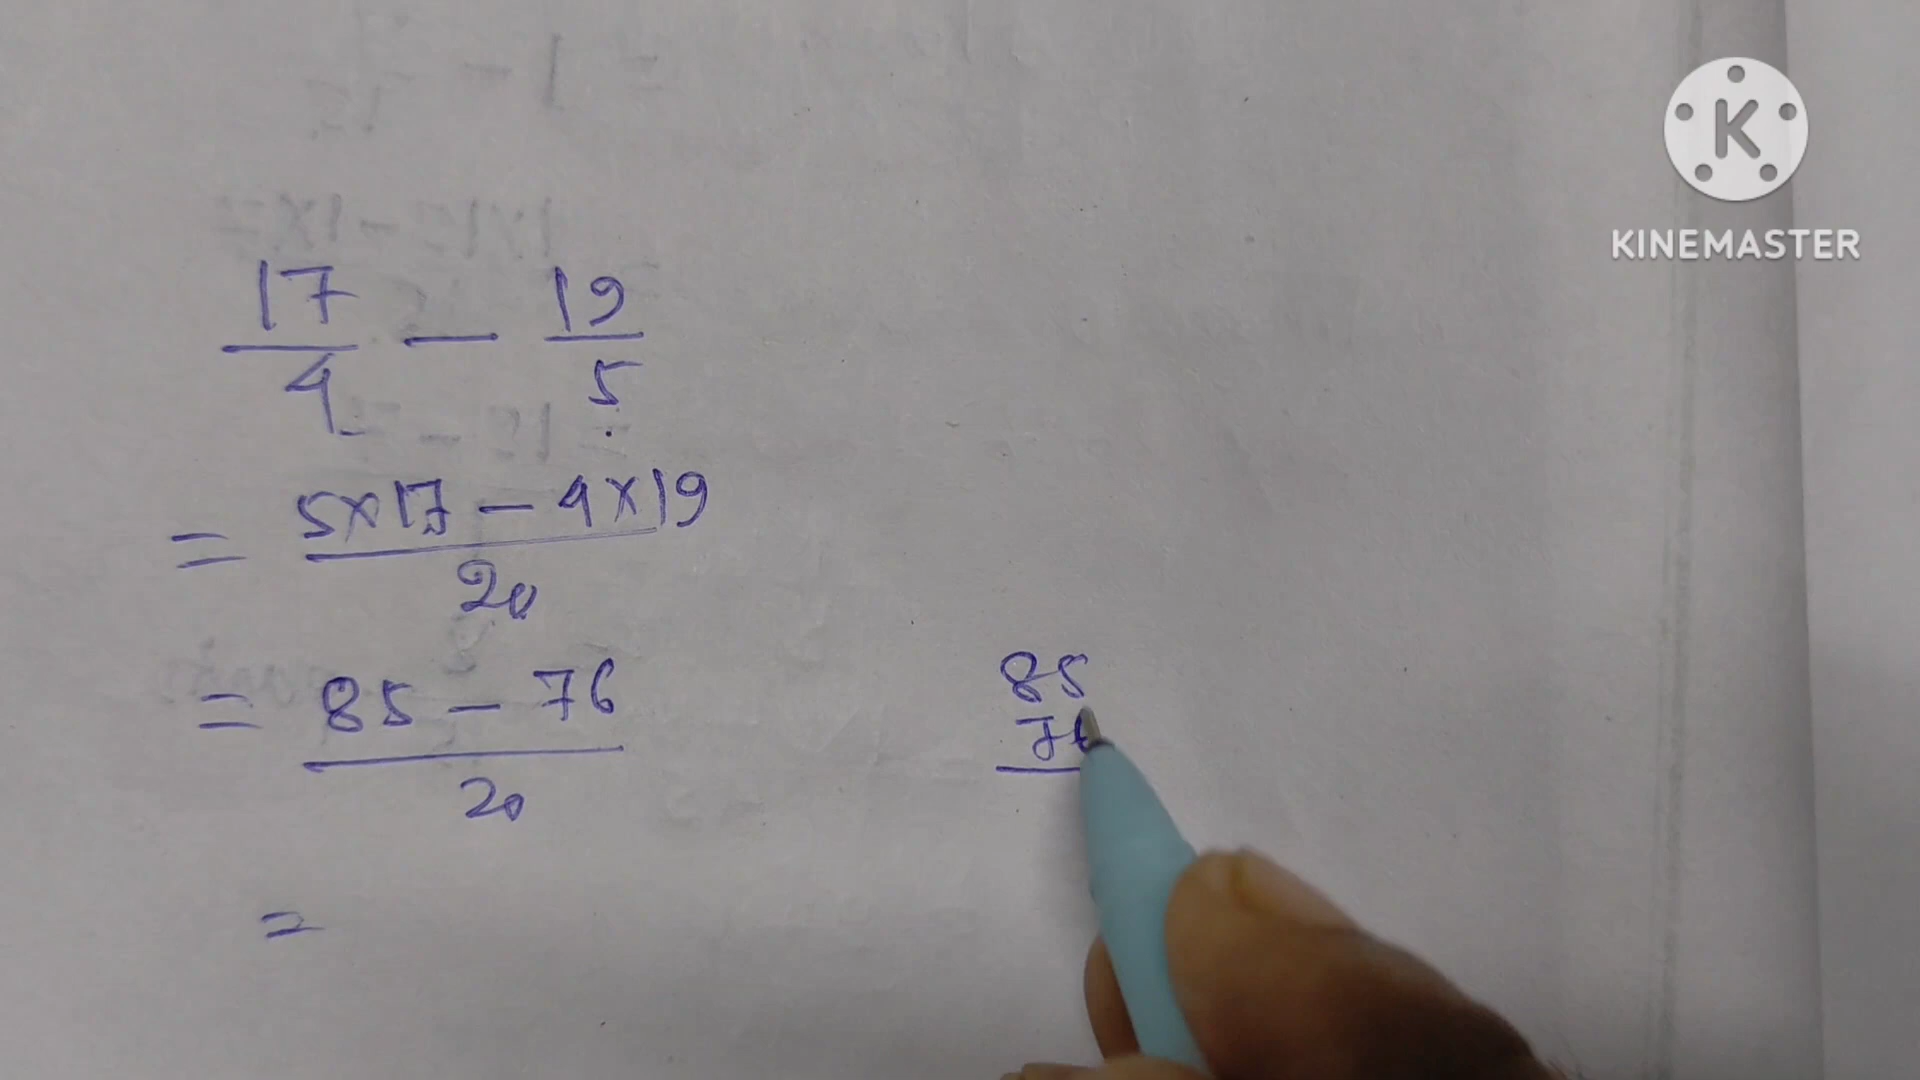 K
KINEMASTER
17/4 — 19/5
= 5×17 — 4×19 / 20
= 85 — 76 / 20
85
76
=